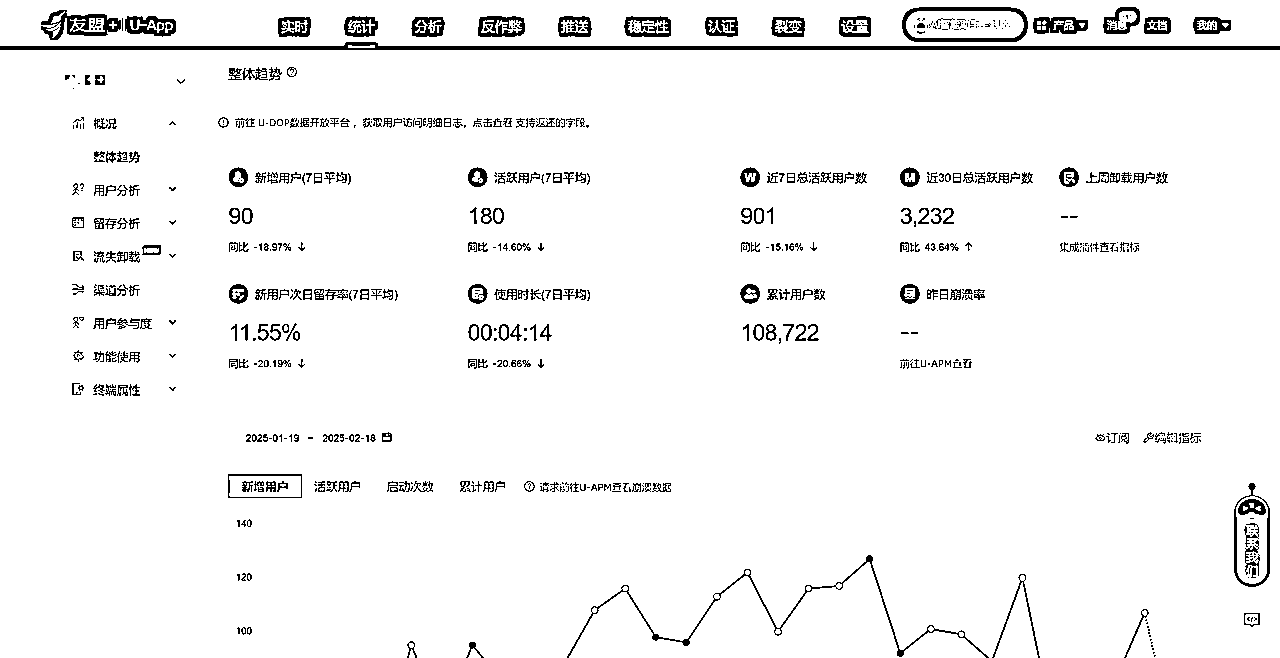 友盟+ U-App
实时 统计 分析 反作弊 推送 稳定性 认证 裂变 设置 产品 消息 文档 我的
整体趋势
概况
前往 U-DOP数据开放平台，获取用户访问明细日志，点击查看 支持返还的字段。
整体趋势
用户分析
留存分析
流失卸载
渠道分析
用户参与度
功能使用
终端属性
新增用户(7日平均) 活跃用户(7日平均) 近7日总活跃用户数 近30日总活跃用户数 上周卸载用户数
90 180 901 3,232 --
同比 -18.97% ↓ 同比 -14.60% ↓ 同比 -15.16% ↓ 同比 43.64% ↑ 集成插件查看指标
新用户次日留存率(7日平均) 使用时长(7日平均) 累计用户数 昨日崩溃率
11.55% 00:04:14 108,722 --
同比 -20.19% ↓ 同比 -20.66% ↓ 前往U-APM查看
2025-01-19 - 2025-02-18 订阅 编辑指标
新增用户 活跃用户 启动次数 累计用户 请求前往U-APM查看崩溃数据
140
120
100
联系我们